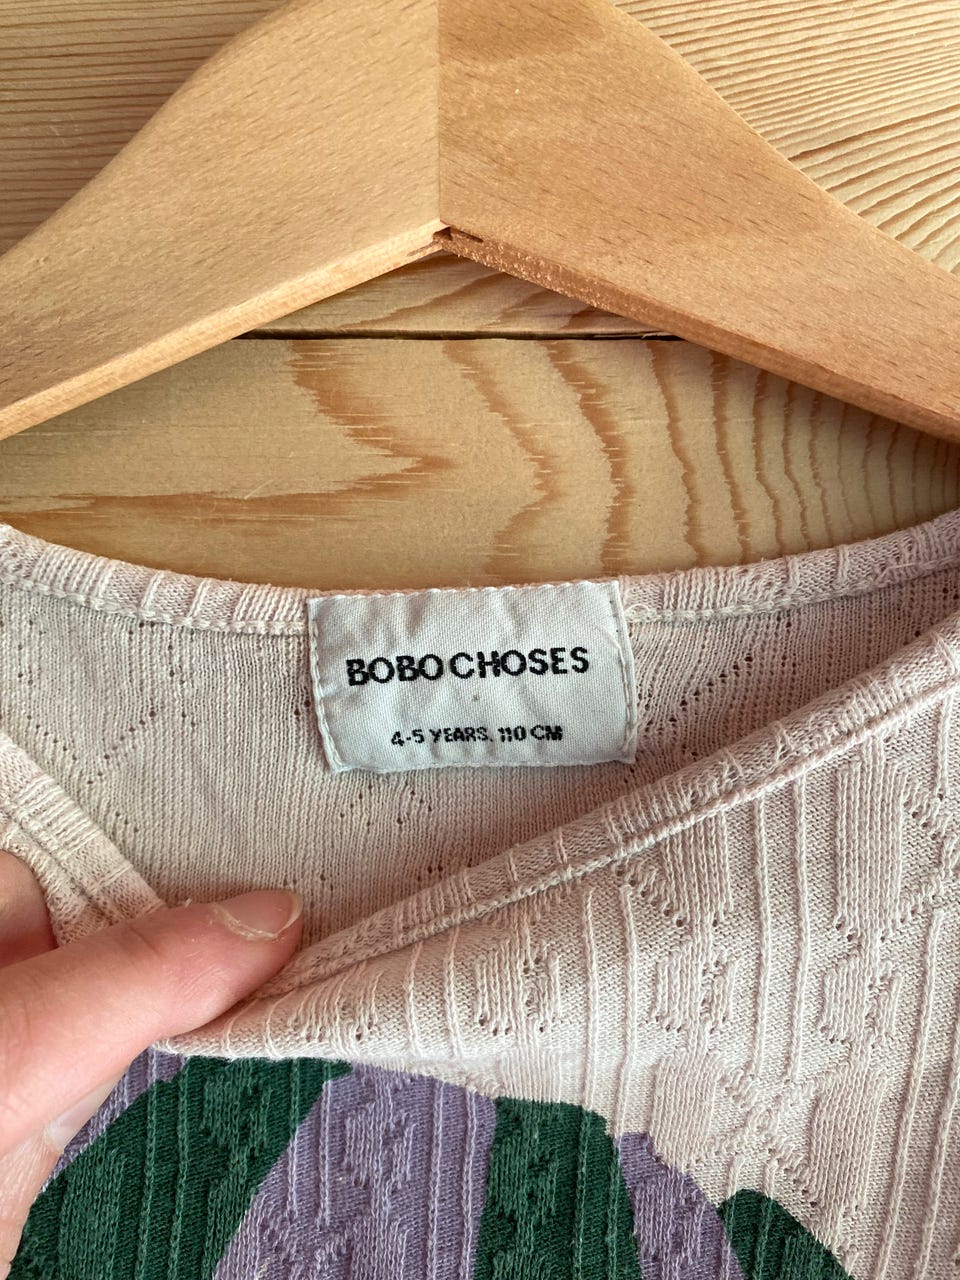 BOBO CHOSES
4-5 YEARS. 110 CM